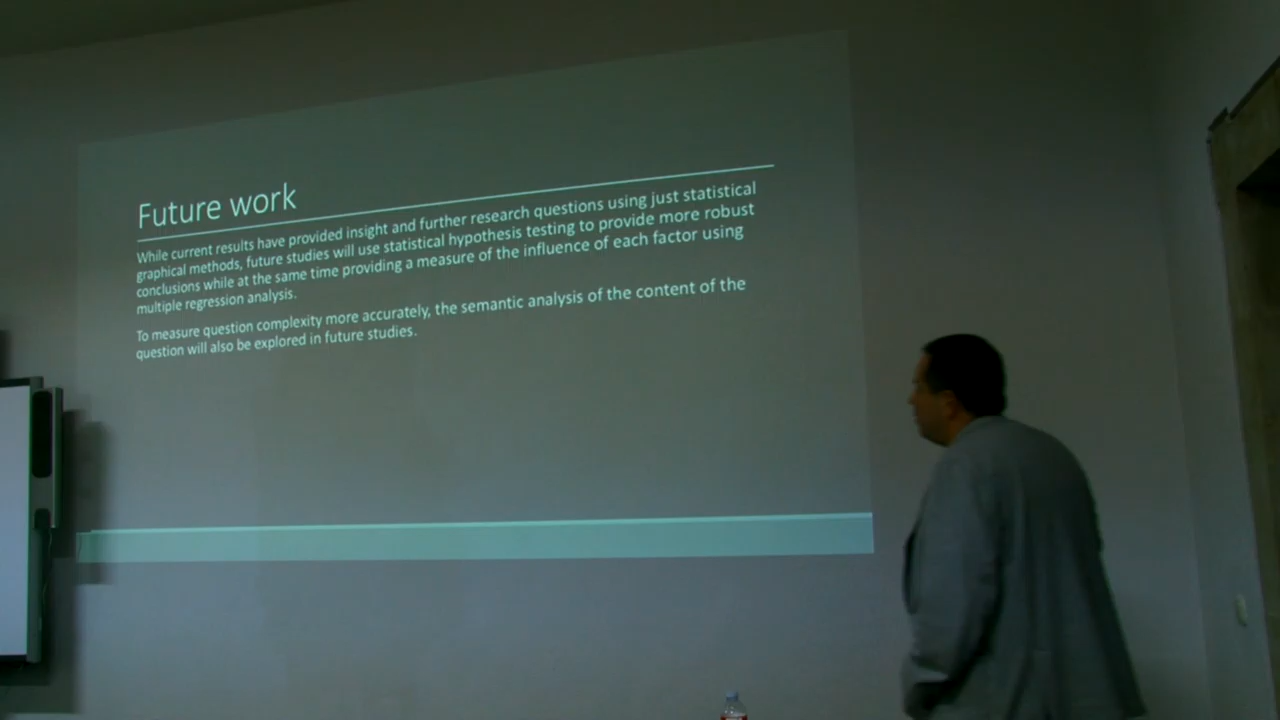 Future work
While current results have provided insight and further research questions using just statistical
graphical methods, future studies will use statistical hypothesis testing to provide more robust
conclusions while at the same time providing a measure of the influence of each factor using
multiple regression analysis.
To measure question complexity more accurately, the semantic analysis of the content of the
question will also be explored in future studies.